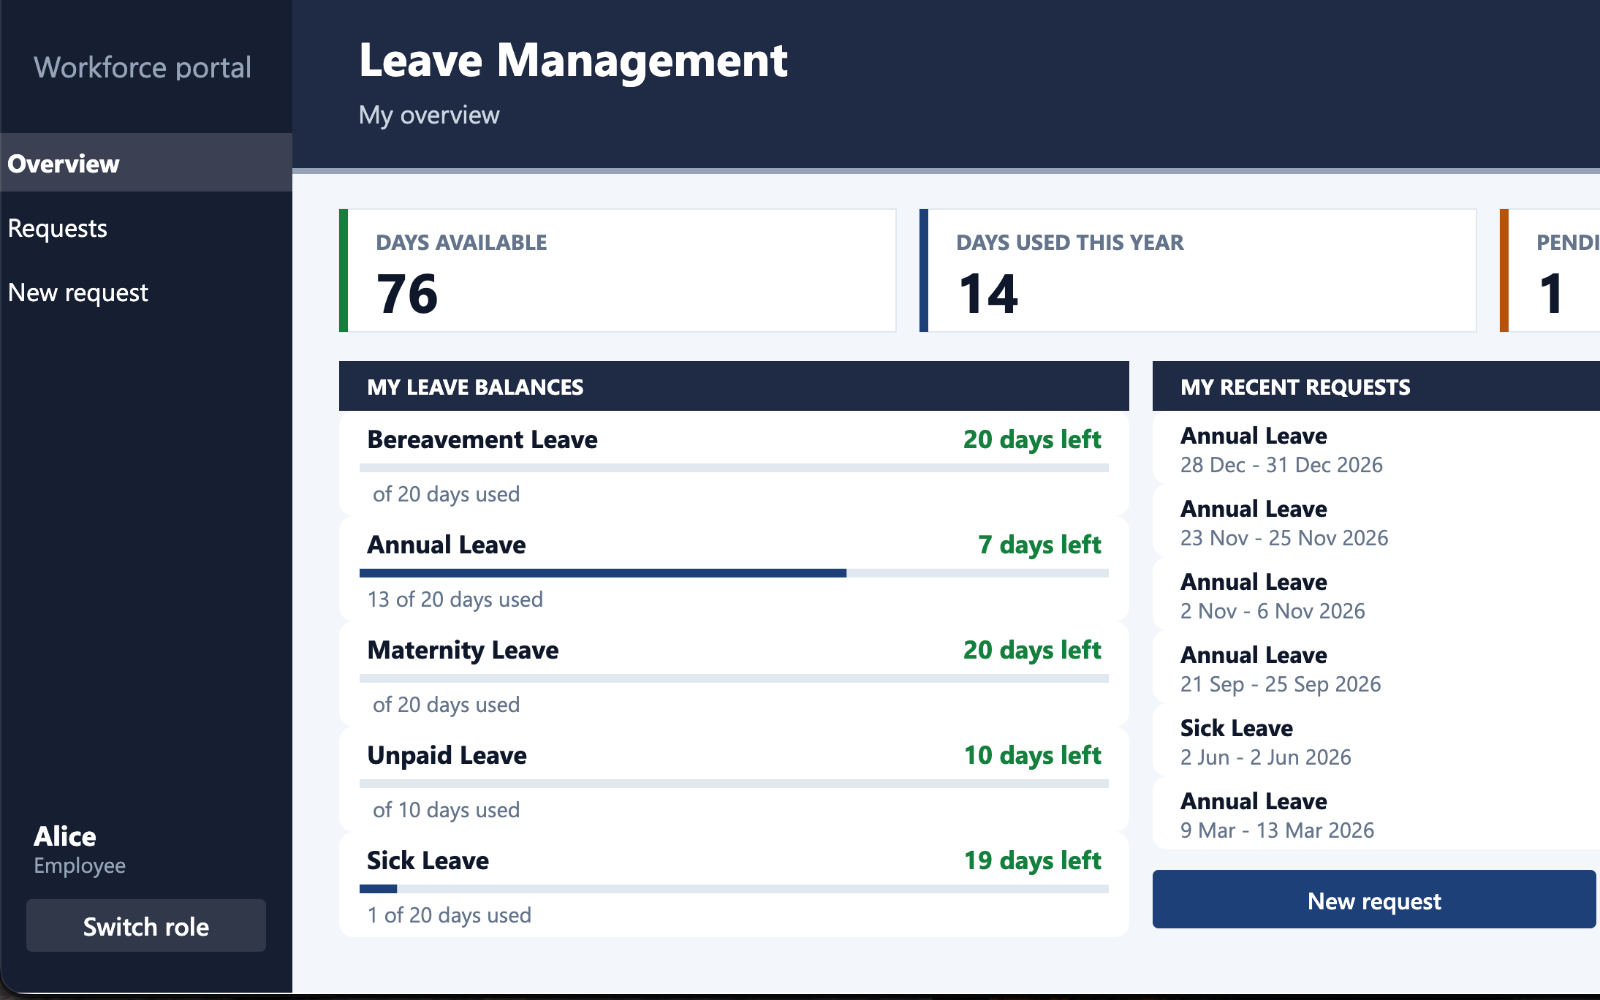 Workforce portal
Overview
Requests
New request
Alice
Employee
Switch role
Leave Management
My overview
DAYS AVAILABLE
76
DAYS USED THIS YEAR
14
PENDI
1
MY LEAVE BALANCES
Bereavement Leave
20 days left
of 20 days used
Annual Leave
7 days left
13 of 20 days used
Maternity Leave
20 days left
of 20 days used
Unpaid Leave
10 days left
of 10 days used
Sick Leave
19 days left
1 of 20 days used
MY RECENT REQUESTS
Annual Leave
28 Dec - 31 Dec 2026
Annual Leave
23 Nov - 25 Nov 2026
Annual Leave
2 Nov - 6 Nov 2026
Annual Leave
21 Sep - 25 Sep 2026
Sick Leave
2 Jun - 2 Jun 2026
Annual Leave
9 Mar - 13 Mar 2026
New request